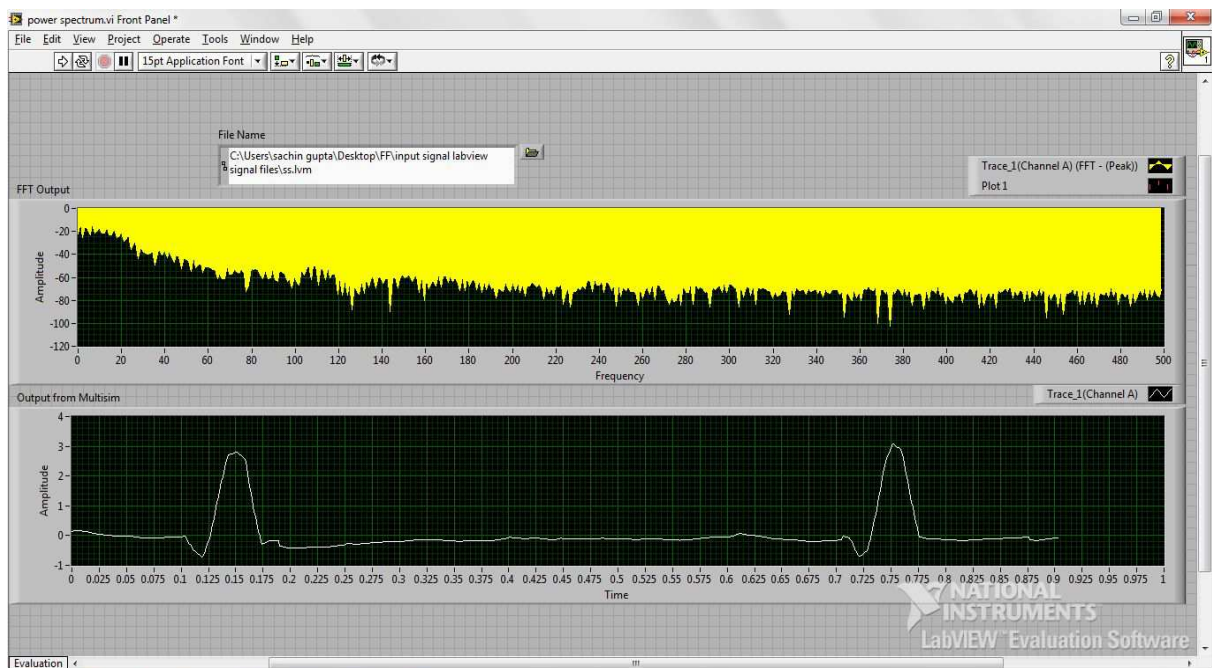 power spectrum.vi Front Panel *
File Edit View Project Operate Tools Window Help
15pt Application Font
1
File Name
C:\Users\sachin gupta\Desktop\FF\input signal labview
signal files\ss.lvm
Trace_1(Channel A) (FFT - (Peak))
Plot 1
FFT Output
0
-20
-40
-60
-80
-100
-120
Amplitude
0 20 40 60 80 100 120 140 160 180 200 220 240 260 280 300 320 340 360 380 400 420 440 460 480 500
Frequency
Output from Multisim
Trace_1(Channel A)
4
3
2
1
0
-1
Amplitude
0 0.025 0.05 0.075 0.1 0.125 0.15 0.175 0.2 0.225 0.25 0.275 0.3 0.325 0.35 0.375 0.4 0.425 0.45 0.475 0.5 0.525 0.55 0.575 0.6 0.625 0.65 0.675 0.7 0.725 0.75 0.775 0.8 0.825 0.85 0.875 0.9 0.925 0.95 0.975 1
Time
NATIONAL
INSTRUMENTS
LabVIEW™ Evaluation Software
Evaluation